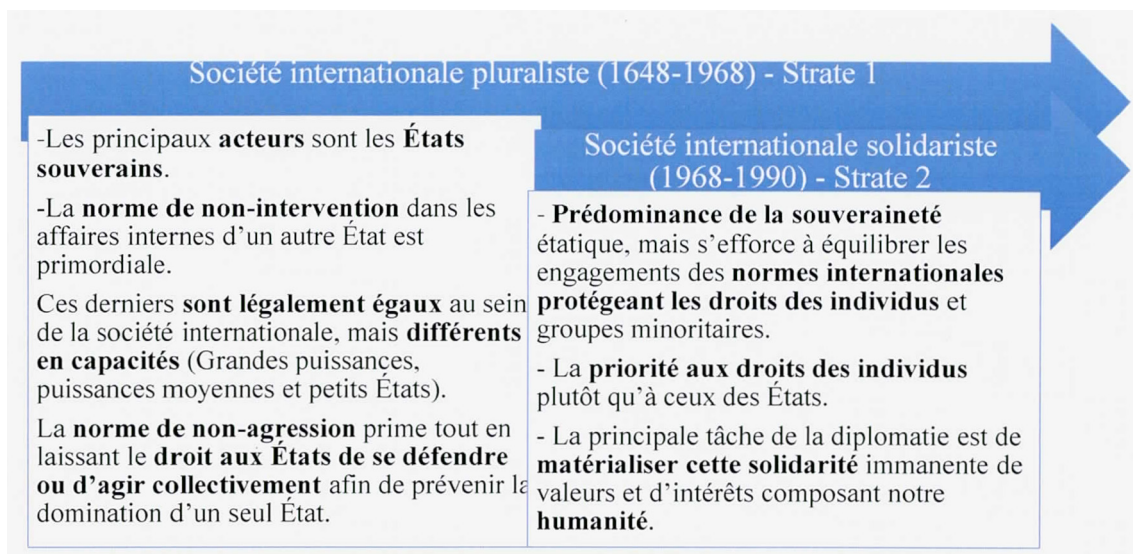 Société internationale pluraliste (1648-1968) - Strate 1
-Les principaux acteurs sont les États
souverains.
-La norme de non-intervention dans les
affaires internes d'un autre État est
primordiale.
Ces derniers sont légalement égaux au sein
de la société internationale, mais différents
en capacités (Grandes puissances,
puissances moyennes et petits États).
La norme de non-agression prime tout en
laissant le droit aux États de se défendre
ou d'agir collectivement afin de prévenir la
domination d'un seul État.
Société internationale solidariste
(1968-1990) - Strate 2
- Prédominance de la souveraineté
étatique, mais s'efforce à équilibrer les
engagements des normes internationales
protégeant les droits des individus et
groupes minoritaires.
- La priorité aux droits des individus
plutôt qu'à ceux des États.
- La principale tâche de la diplomatie est de
matérialiser cette solidarité immanente de
valeurs et d'intérêts composant notre
humanité.